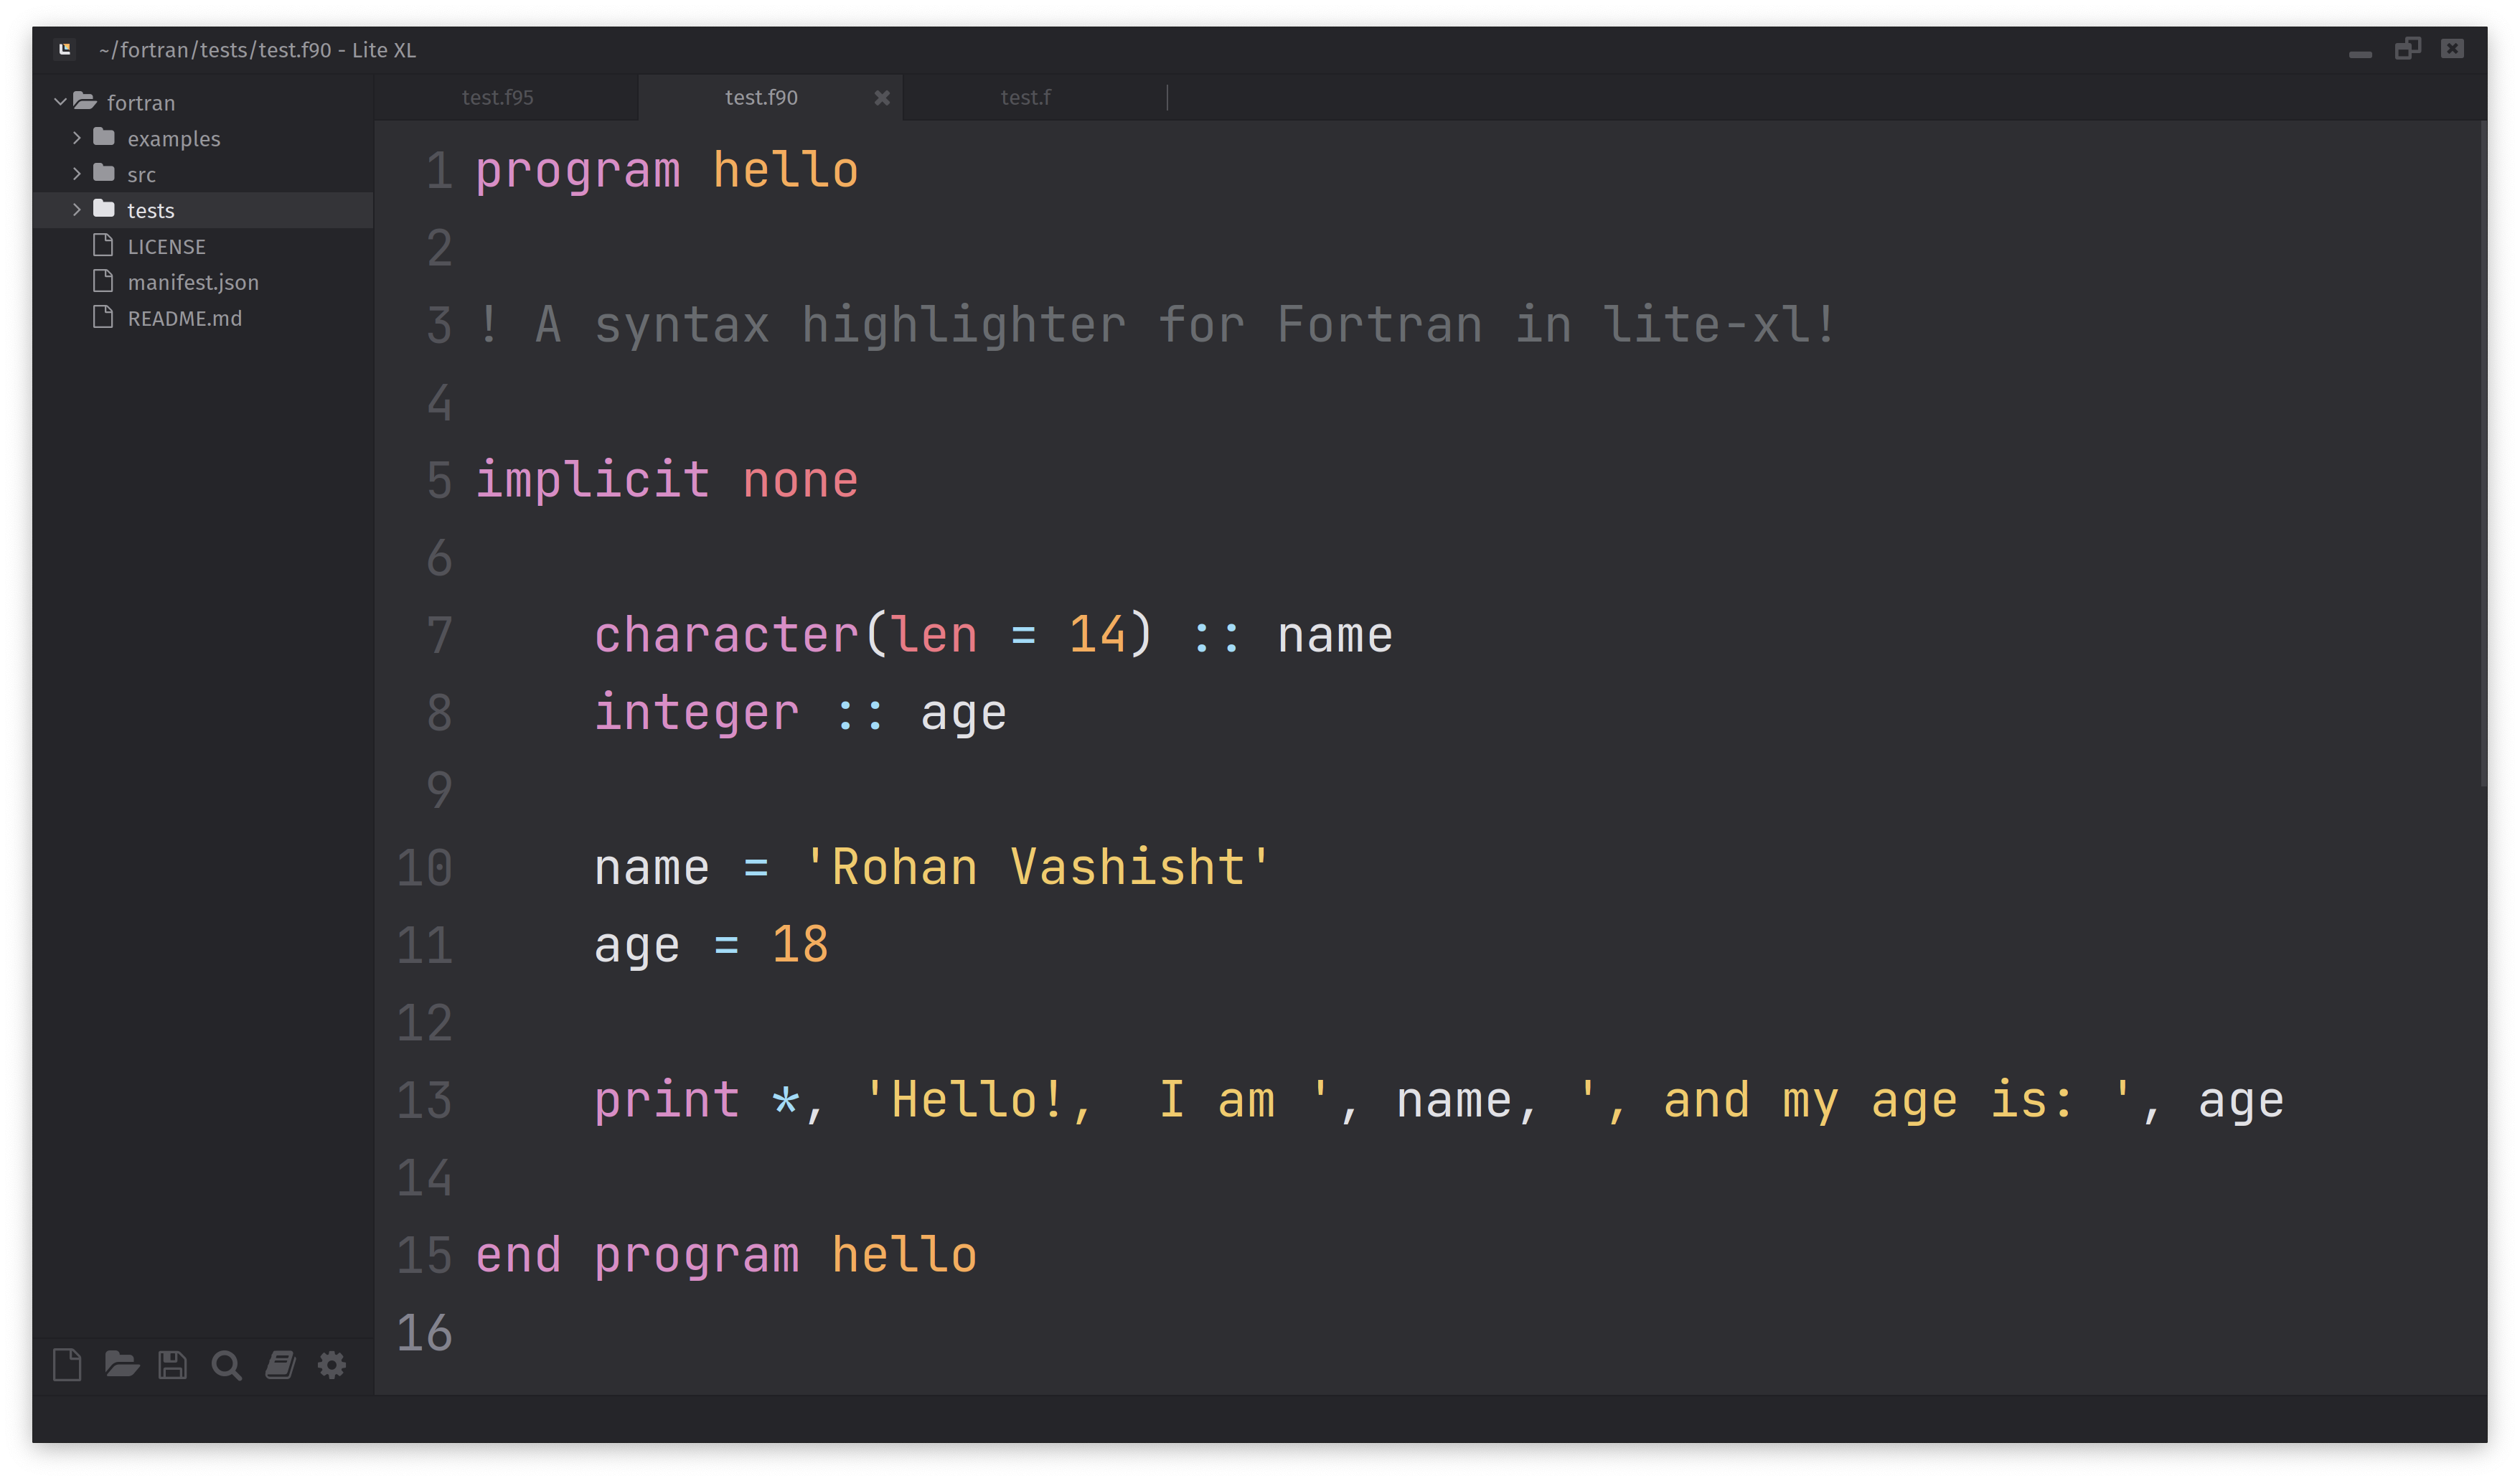 ~/fortran/tests/test.f90 - Lite XL
fortran
examples
src
tests
LICENSE
manifest.json
README.md
test.f95
test.f90
test.f
1 program hello
2
3 ! A syntax highlighter for Fortran in lite-xl!
4
5 implicit none
6
7     character(len = 14) :: name
8     integer :: age
9
10     name = 'Rohan Vashisht'
11     age = 18
12
13     print *, 'Hello!,  I am ', name, ', and my age is: ', age
14
15 end program hello
16